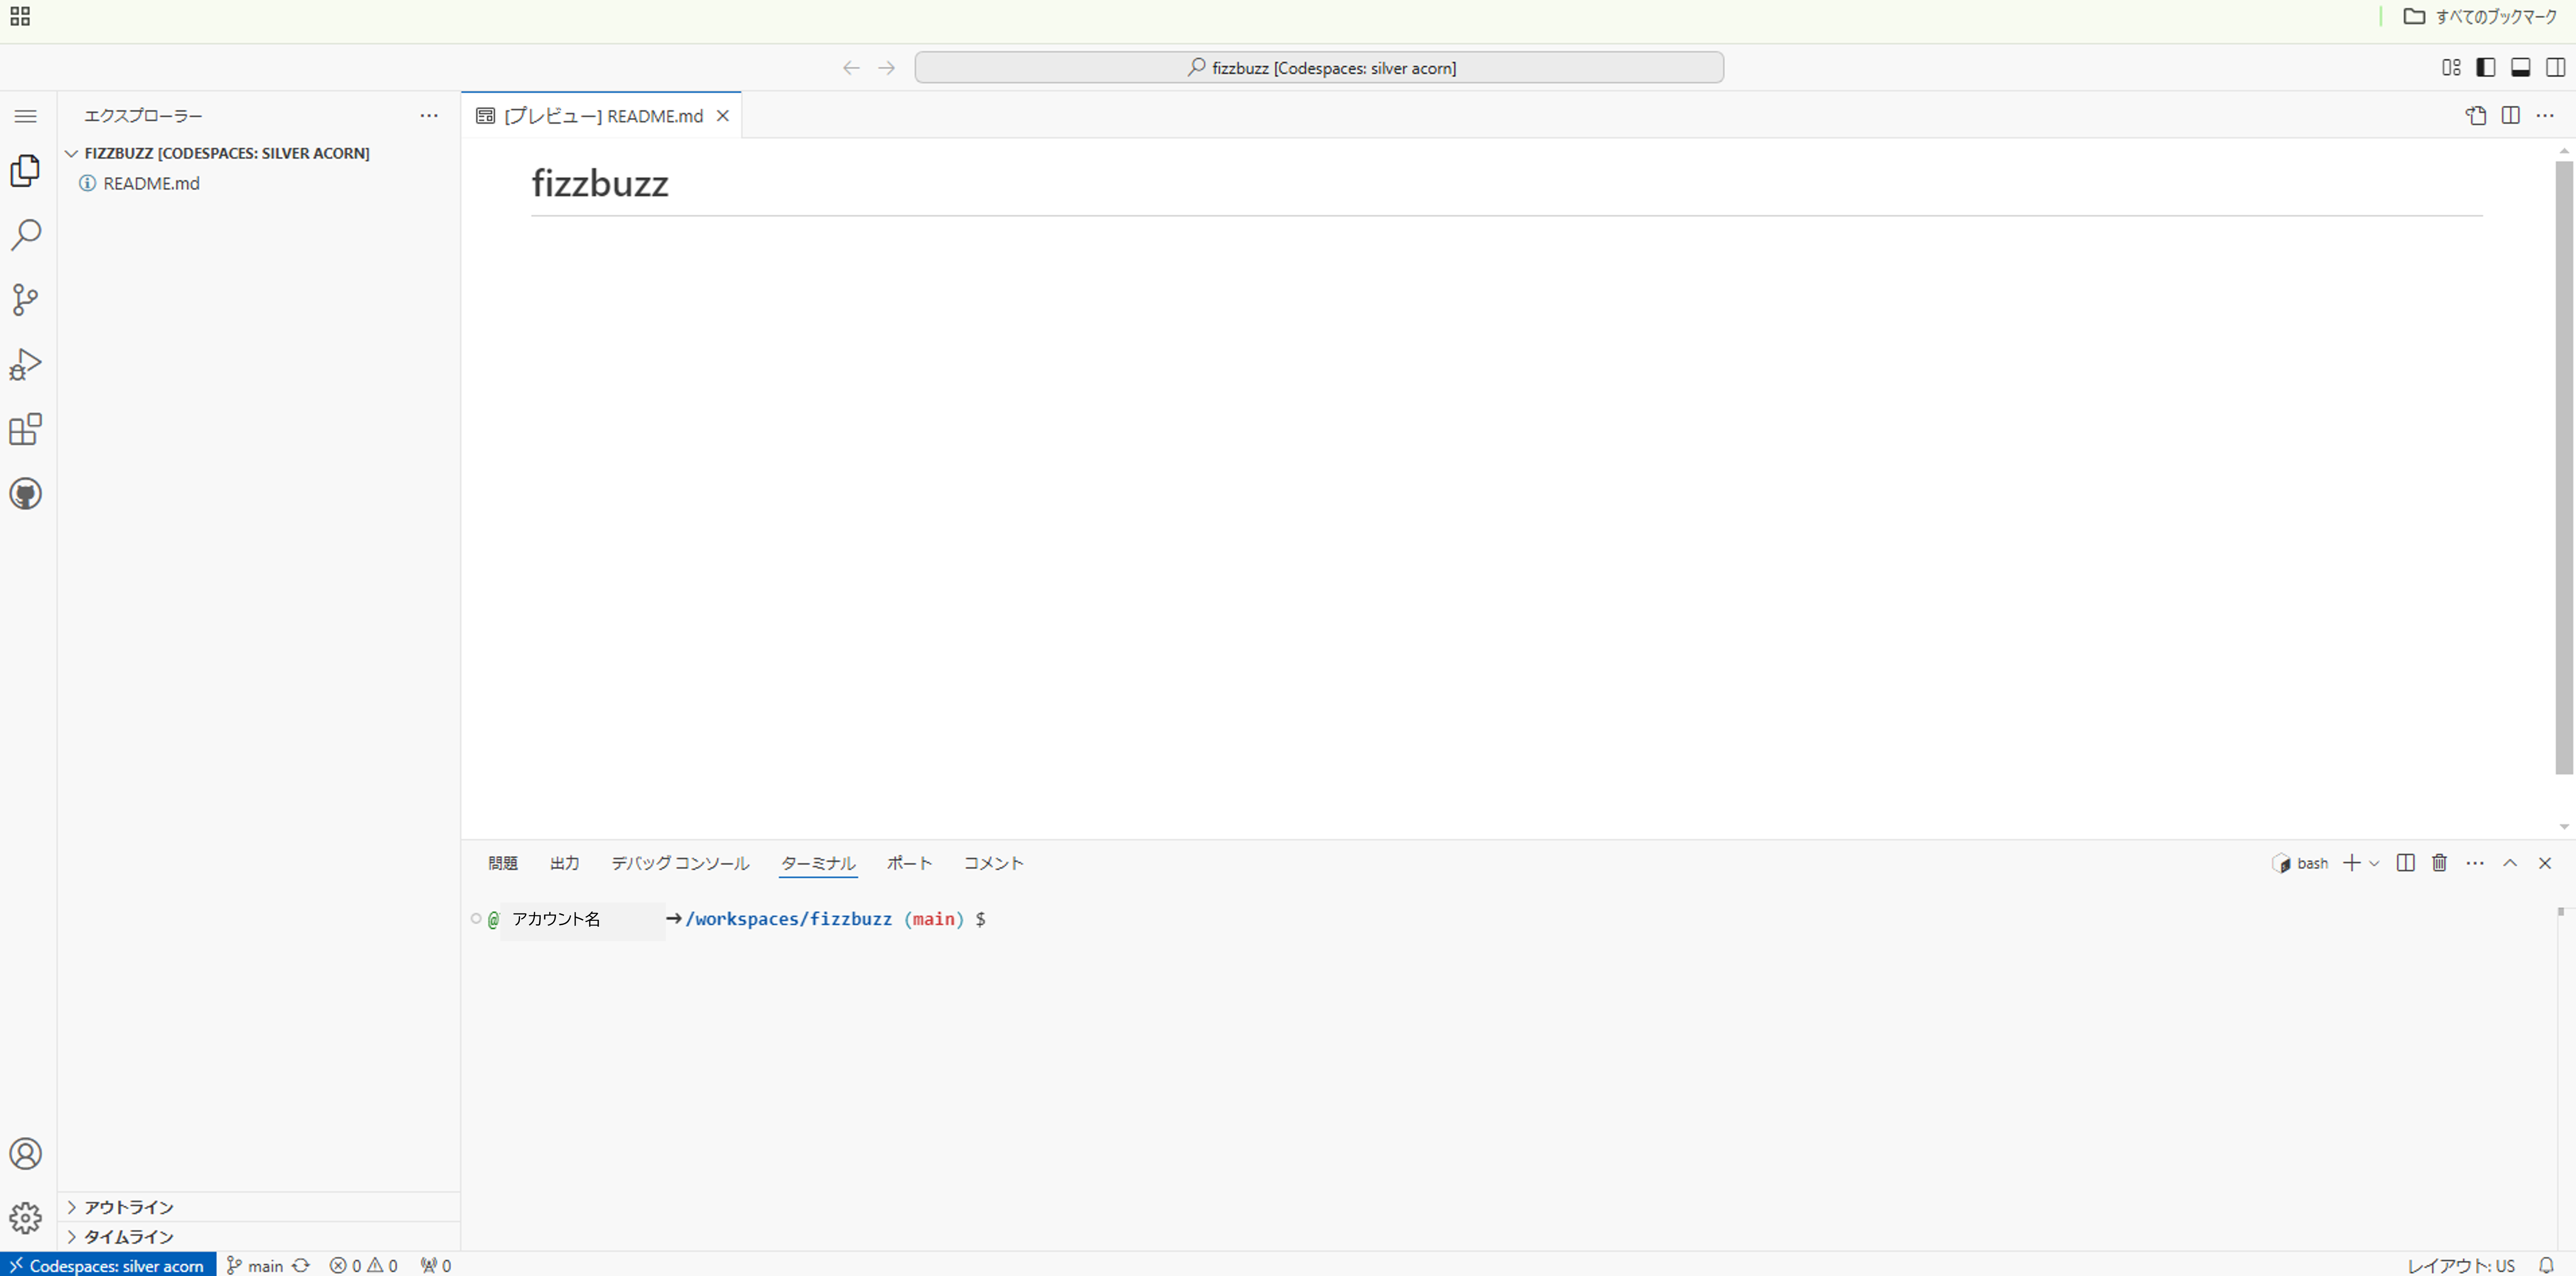 すべてのブックマーク
fizzbuzz [Codespaces: silver acorn]
エクスプローラー
[プレビュー] README.md
FIZZBUZZ [CODESPACES: SILVER ACORN]
README.md
fizzbuzz
問題 出力 デバッグ コンソール ターミナル ポート コメント
bash
@ アカウント名 → /workspaces/fizzbuzz (main) $
アウトライン
タイムライン
Codespaces: silver acorn main 0 0 0
レイアウト: US